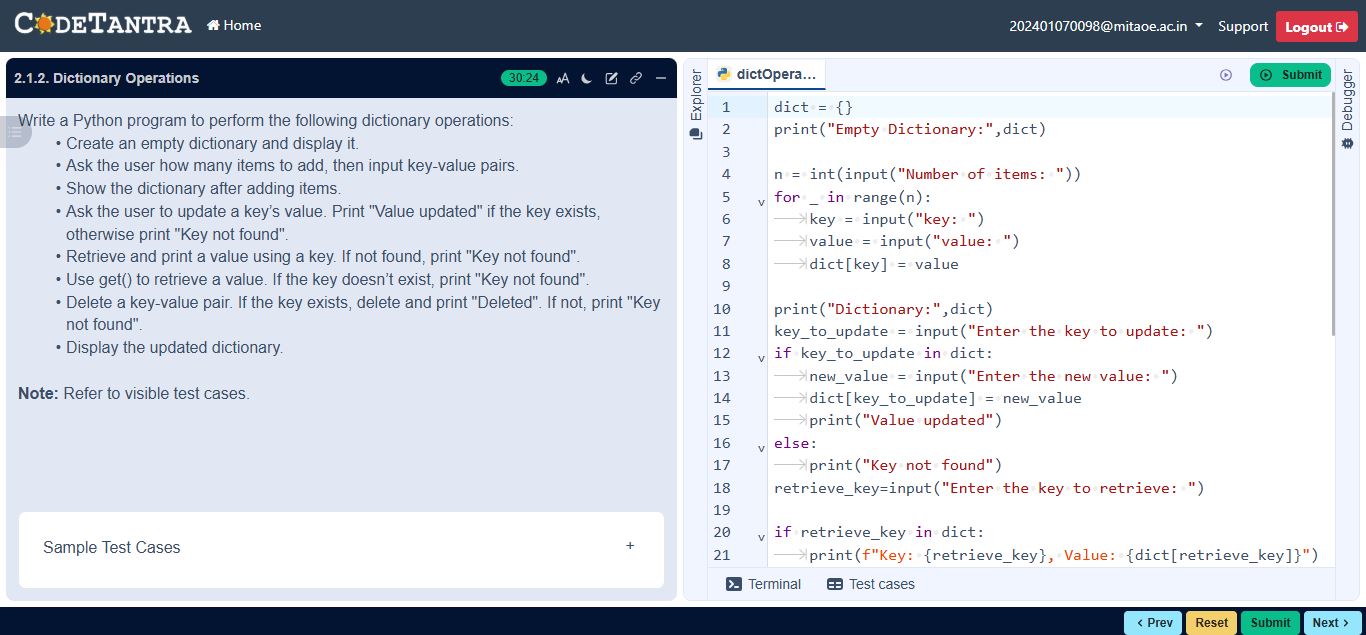 CODETANTRA Home 202401070098@mitaoe.ac.in Support Logout
2.1.2. Dictionary Operations 30:24 AA
Write a Python program to perform the following dictionary operations:
• Create an empty dictionary and display it.
• Ask the user how many items to add, then input key-value pairs.
• Show the dictionary after adding items.
• Ask the user to update a key’s value. Print "Value updated" if the key exists,
otherwise print "Key not found".
• Retrieve and print a value using a key. If not found, print "Key not found".
• Use get() to retrieve a value. If the key doesn’t exist, print "Key not found".
• Delete a key-value pair. If the key exists, delete and print "Deleted". If not, print "Key
not found".
• Display the updated dictionary.
Note: Refer to visible test cases.
Sample Test Cases +
Explorer
dictOpera...
Submit
Debugger
1 dict = {}
2 print("Empty Dictionary:",dict)
3
4 n = int(input("Number of items: "))
5 for _ in range(n):
6 key = input("key: ")
7 value = input("value: ")
8 dict[key] = value
9
10 print("Dictionary:",dict)
11 key_to_update = input("Enter the key to update: ")
12 if key_to_update in dict:
13 new_value = input("Enter the new value: ")
14 dict[key_to_update] = new_value
15 print("Value updated")
16 else:
17 print("Key not found")
18 retrieve_key=input("Enter the key to retrieve: ")
19
20 if retrieve_key in dict:
21 print(f"Key: {retrieve_key}, Value: {dict[retrieve_key]}")
Terminal Test cases
< Prev Reset Submit Next >